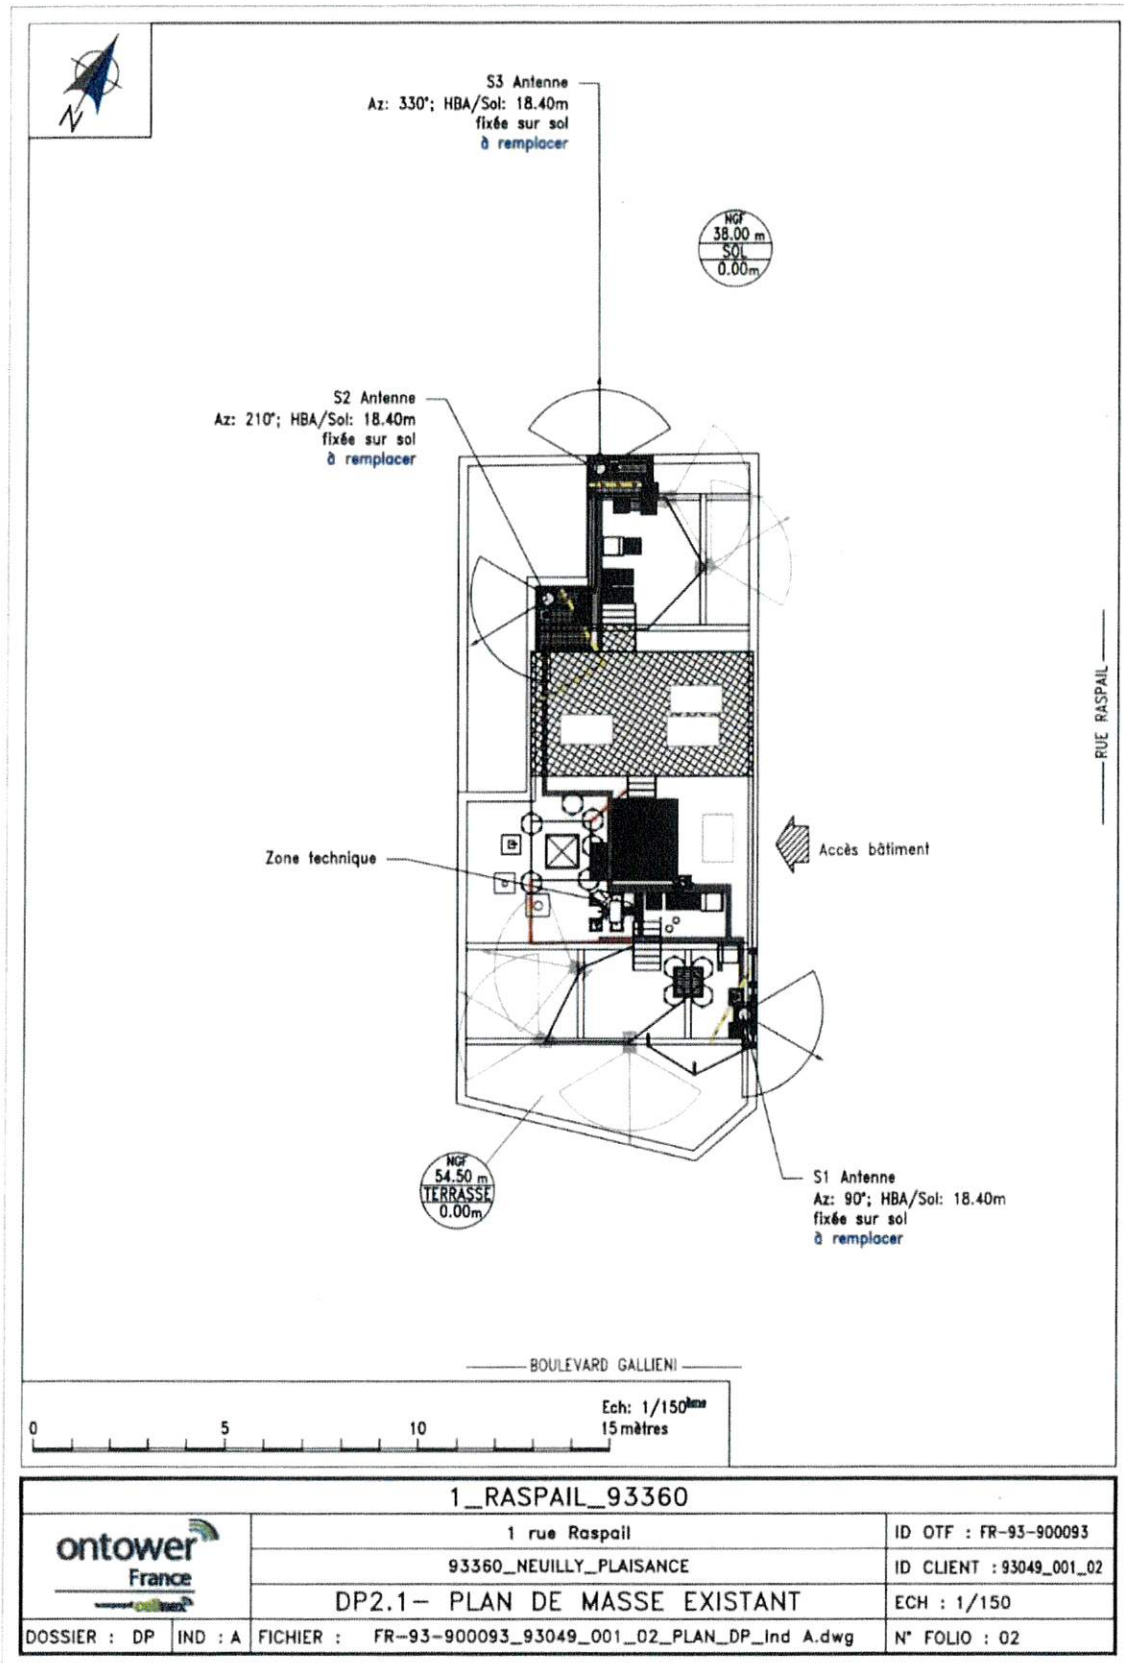 N
S3 Antenne
Az: 330°; HBA/Sol: 18.40m
fixée sur sol
à remplacer
NGF
38.00 m
SOL
0.00m
S2 Antenne
Az: 210°; HBA/Sol: 18.40m
fixée sur sol
à remplacer
RUE RASPAIL
Accès bâtiment
Zone technique
NGF
54.50 m
TERRASSE
0.00m
S1 Antenne
Az: 90°; HBA/Sol: 18.40m
fixée sur sol
à remplacer
BOULEVARD GALLIENI
Ech: 1/150ème
0 5 10 15 mètres
1_RASPAIL_93360
ontower
France
cellnex
1 rue Raspail
93360_NEUILLY_PLAISANCE
DP2.1- PLAN DE MASSE EXISTANT
ID OTF : FR-93-900093
ID CLIENT : 93049_001_02
ECH : 1/150
DOSSIER : DP
IND : A
FICHIER : FR-93-900093_93049_001_02_PLAN_DP_Ind A.dwg
N° FOLIO : 02